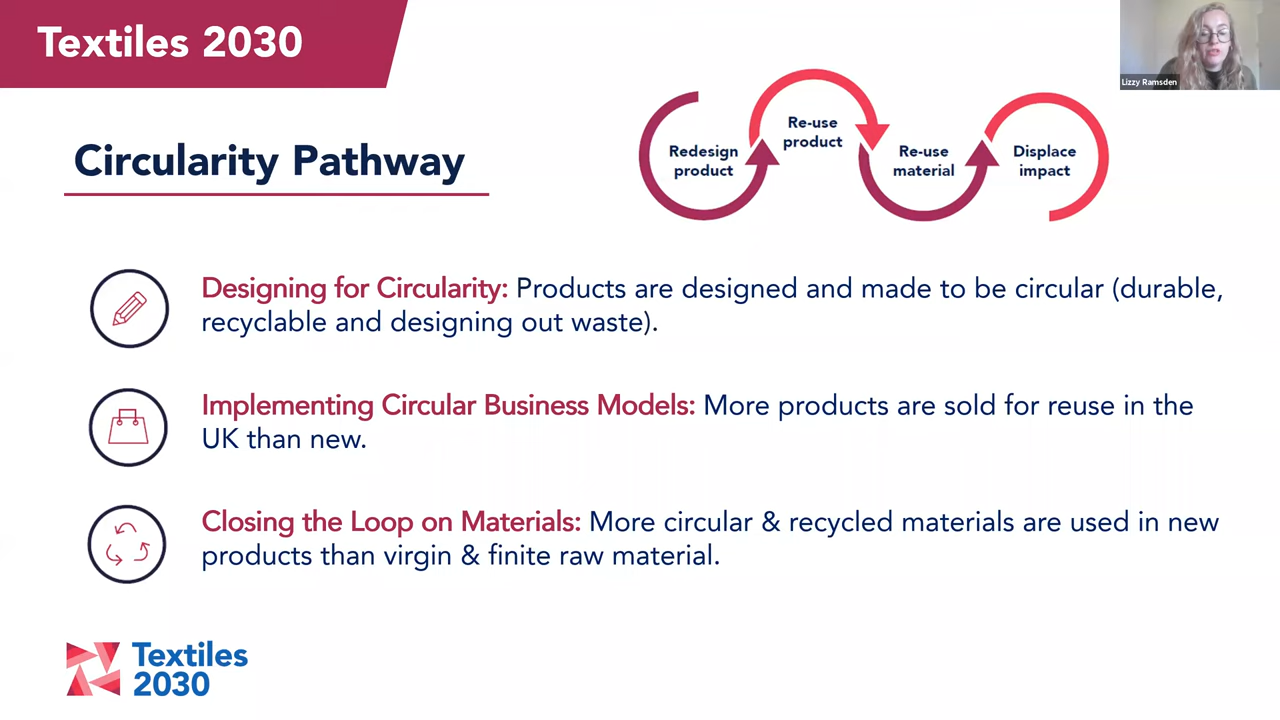 Textiles 2030
Lizzy Ramsden
Circularity Pathway
Redesign
product
Re-use
product
Re-use
material
Displace
impact
Designing for Circularity: Products are designed and made to be circular (durable,
recyclable and designing out waste).
Implementing Circular Business Models: More products are sold for reuse in the
UK than new.
Closing the Loop on Materials: More circular & recycled materials are used in new
products than virgin & finite raw material.
Textiles
2030